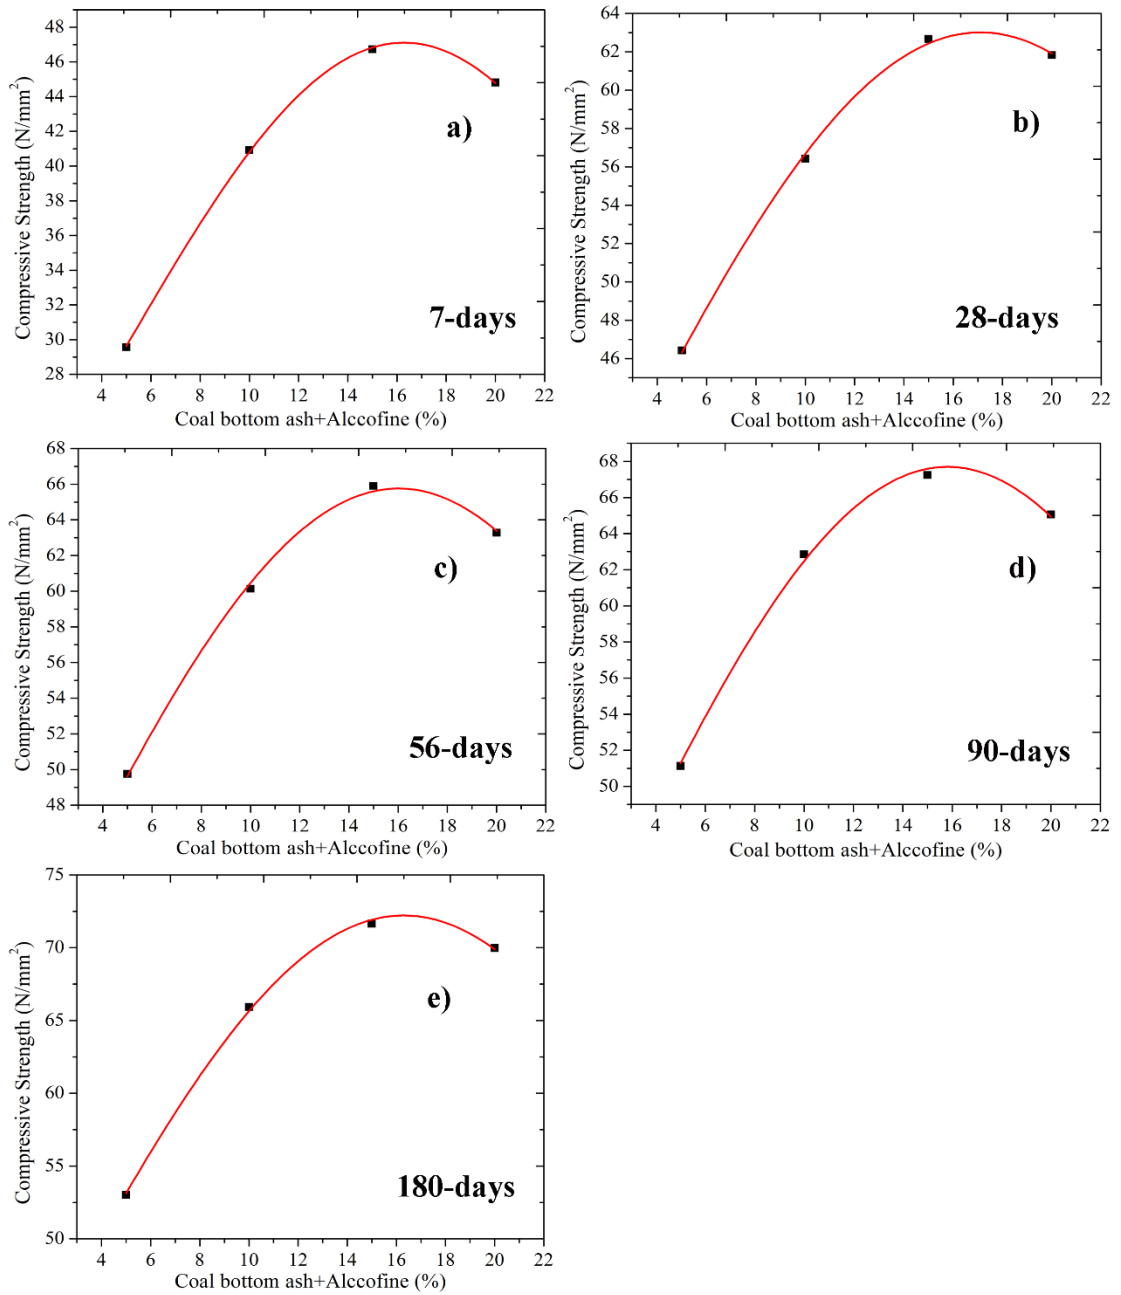 48
46
44
42
40
38
36
34
32
30
28
Compressive Strength (N/mm²)
a)
7-days
4 6 8 10 12 14 16 18 20 22
Coal bottom ash+Alccofine (%)
64
62
60
58
56
54
52
50
48
46
Compressive Strength (N/mm²)
b)
28-days
4 6 8 10 12 14 16 18 20 22
Coal bottom ash+Alccofine (%)
68
66
64
62
60
58
56
54
52
50
48
Compressive Strength (N/mm²)
c)
56-days
4 6 8 10 12 14 16 18 20 22
Coal bottom ash+Alccofine (%)
68
66
64
62
60
58
56
54
52
50
Compressive Strength (N/mm²)
d)
90-days
4 6 8 10 12 14 16 18 20 22
Coal bottom ash+Alccofine (%)
75
70
65
60
55
50
Compressive Strength (N/mm²)
e)
180-days
4 6 8 10 12 14 16 18 20 22
Coal bottom ash+Alccofine (%)